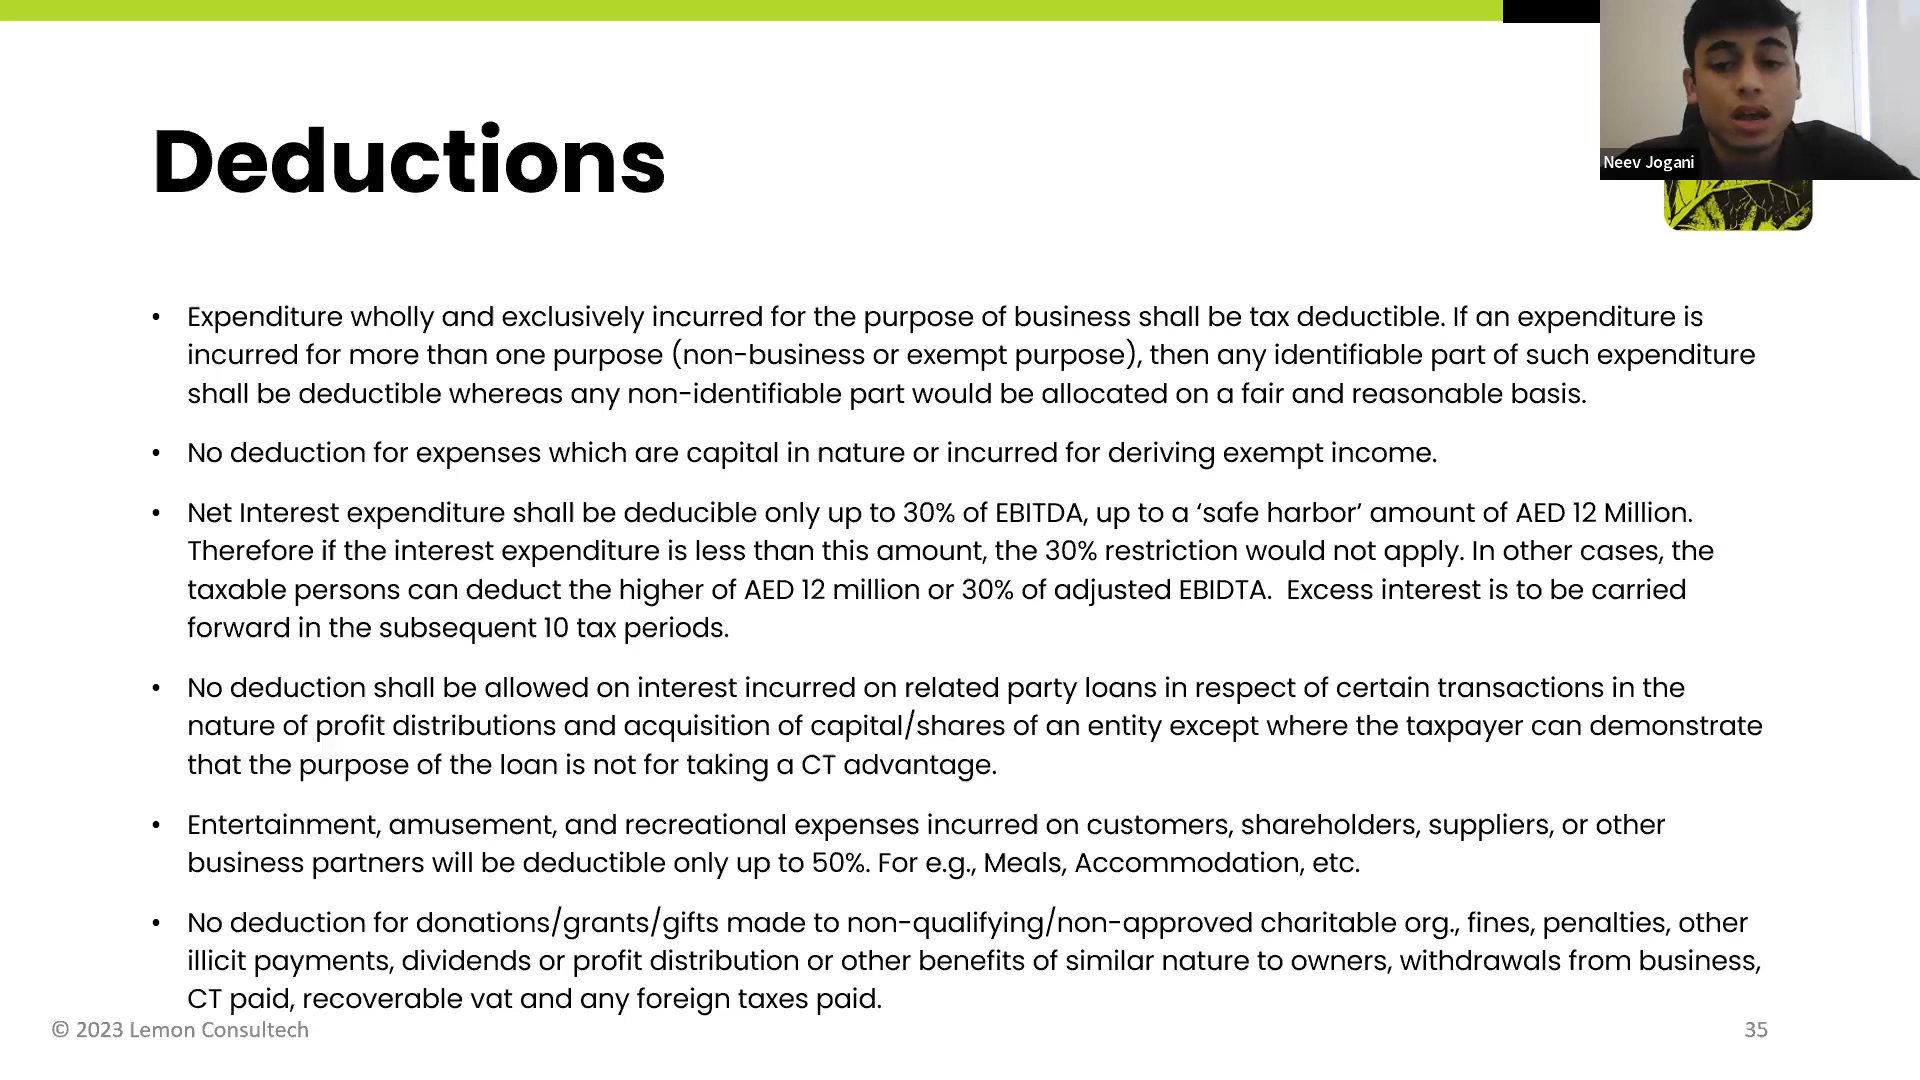 Neev Jogani
Deductions
• Expenditure wholly and exclusively incurred for the purpose of business shall be tax deductible. If an expenditure is
incurred for more than one purpose (non-business or exempt purpose), then any identifiable part of such expenditure
shall be deductible whereas any non-identifiable part would be allocated on a fair and reasonable basis.
• No deduction for expenses which are capital in nature or incurred for deriving exempt income.
• Net Interest expenditure shall be deducible only up to 30% of EBITDA, up to a ‘safe harbor’ amount of AED 12 Million.
Therefore if the interest expenditure is less than this amount, the 30% restriction would not apply. In other cases, the
taxable persons can deduct the higher of AED 12 million or 30% of adjusted EBIDTA.  Excess interest is to be carried
forward in the subsequent 10 tax periods.
• No deduction shall be allowed on interest incurred on related party loans in respect of certain transactions in the
nature of profit distributions and acquisition of capital/shares of an entity except where the taxpayer can demonstrate
that the purpose of the loan is not for taking a CT advantage.
• Entertainment, amusement, and recreational expenses incurred on customers, shareholders, suppliers, or other
business partners will be deductible only up to 50%. For e.g., Meals, Accommodation, etc.
• No deduction for donations/grants/gifts made to non-qualifying/non-approved charitable org., fines, penalties, other
illicit payments, dividends or profit distribution or other benefits of similar nature to owners, withdrawals from business,
CT paid, recoverable vat and any foreign taxes paid.
© 2023 Lemon Consultech
35